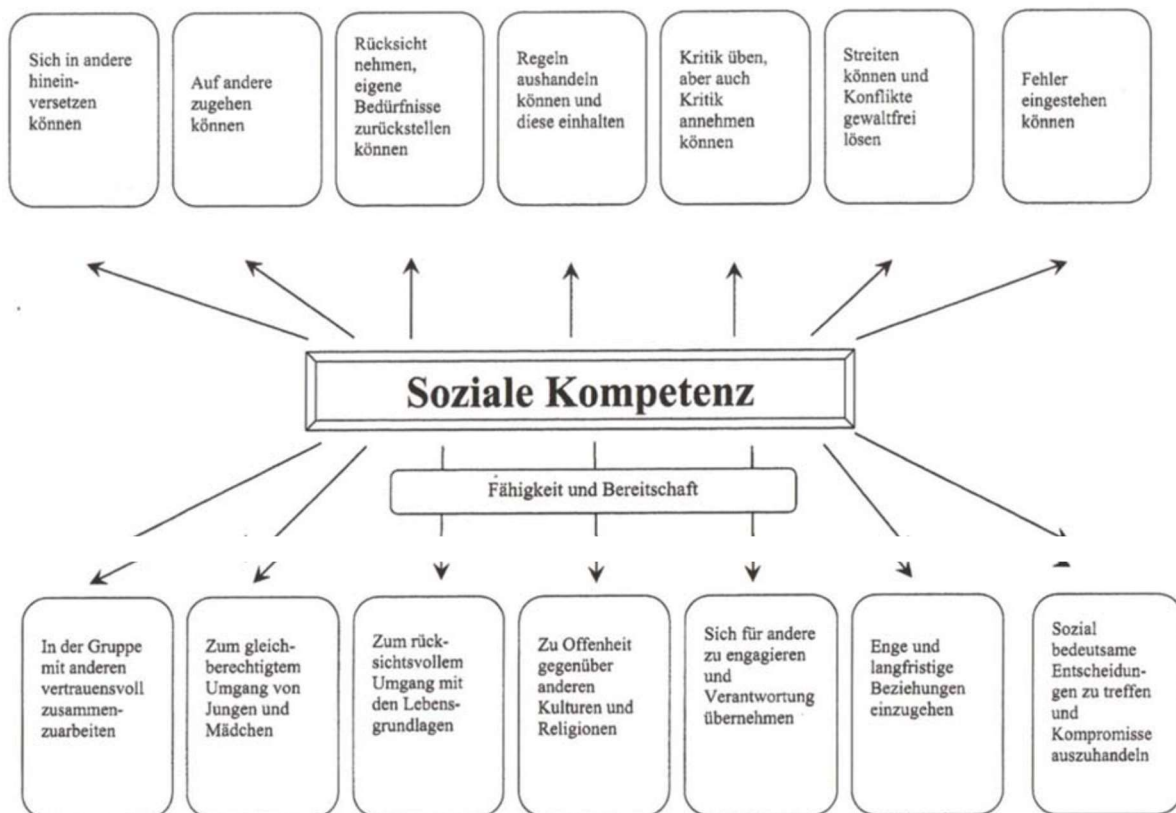 Sich in andere
hinein-
versetzen
können
Auf andere
zugehen
können
Rücksicht
nehmen,
eigene
Bedürfnisse
zurückstellen
können
Regeln
aushandeln
können und
diese einhalten
Kritik üben,
aber auch
Kritik
annehmen
können
Streiten
können und
Konflikte
gewaltfrei
lösen
Fehler
eingestehen
können
Soziale Kompetenz
Fähigkeit und Bereitschaft
In der Gruppe
mit anderen
vertrauensvoll
zusammen-
zuarbeiten
Zum gleich-
berechtigtem
Umgang von
Jungen und
Mädchen
Zum rück-
sichtsvollem
Umgang mit
den Lebens-
grundlagen
Zu Offenheit
gegenüber
anderen
Kulturen und
Religionen
Sich für andere
zu engagieren
und
Verantwortung
übernehmen
Enge und
langfristige
Beziehungen
einzugehen
Sozial
bedeutsame
Entscheidun-
gen zu treffen
und
Kompromisse
auszuhandeln